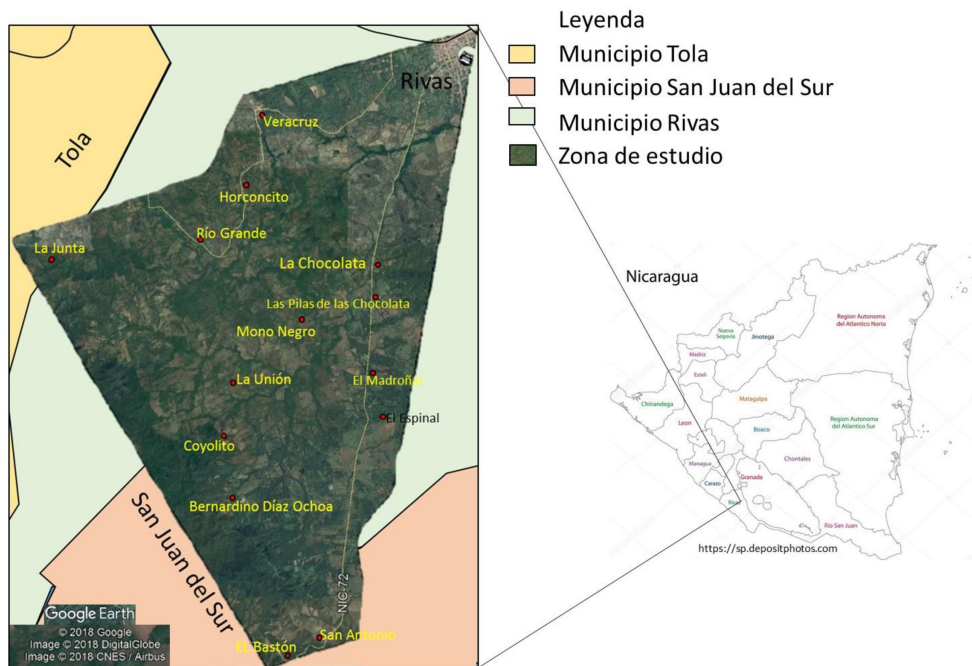 Leyenda
Municipio Tola
Municipio San Juan del Sur
Municipio Rivas
Zona de estudio
Rivas
Veracruz
Tola
Horconcito
Río Grande
La Junta
La Chocolata
Las Pilas de las Chocolata
Mono Negro
La Unión
El Madroñal
El Espinal
Coyolito
Bernardino Díaz Ochoa
San Juan del Sur
NIC-72
San Antonio
EL Bastón
Google Earth
© 2018 Google
Image © 2018 DigitalGlobe
Image © 2018 CNES / Airbus
Nicaragua
Nueva
Segovia
Jinotega
Region Autonoma
del Atlantico Norte
Madriz
Esteli
Chinandega
Matagalpa
Leon
Boaco
Region Autonoma
del Atlantico Sur
Managua
Chontales
Carazo
Granada
Rivas
Rio San Juan
https://sp.depositphotos.com